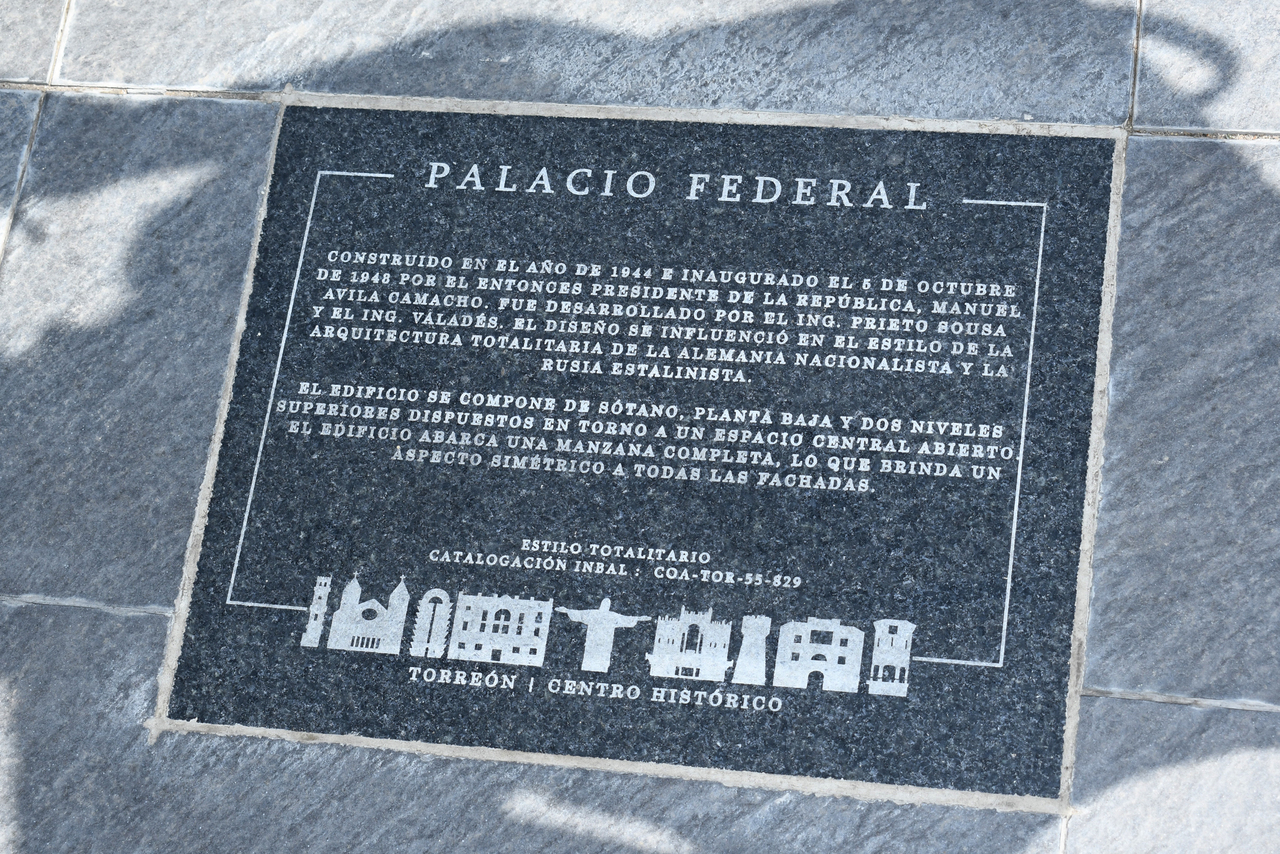 PALACIO FEDERAL
CONSTRUIDO EN EL AÑO DE 1944 E INAUGURADO EL 5 DE OCTUBRE
DE 1948 POR EL ENTONCES PRESIDENTE DE LA REPÚBLICA, MANUEL
AVILA CAMACHO. FUE DESARROLLADO POR EL ING. PRIETO SOUSA
Y EL ING. VALADÉS. EL DISEÑO SE INFLUENCIÓ EN EL ESTILO DE LA
ARQUITECTURA TOTALITARIA DE LA ALEMANIA NACIONALISTA Y LA
RUSIA ESTALINISTA.
EL EDIFICIO SE COMPONE DE SÓTANO, PLANTA BAJA Y DOS NIVELES
SUPERIORES DISPUESTOS EN TORNO A UN ESPACIO CENTRAL ABIERTO.
EL EDIFICIO ABARCA UNA MANZANA COMPLETA, LO QUE BRINDA UN
ASPECTO SIMÉTRICO A TODAS LAS FACHADAS.
ESTILO TOTALITARIO
CATALOGACIÓN INBAL : COA-TOR-55-829
TORREÓN | CENTRO HISTÓRICO